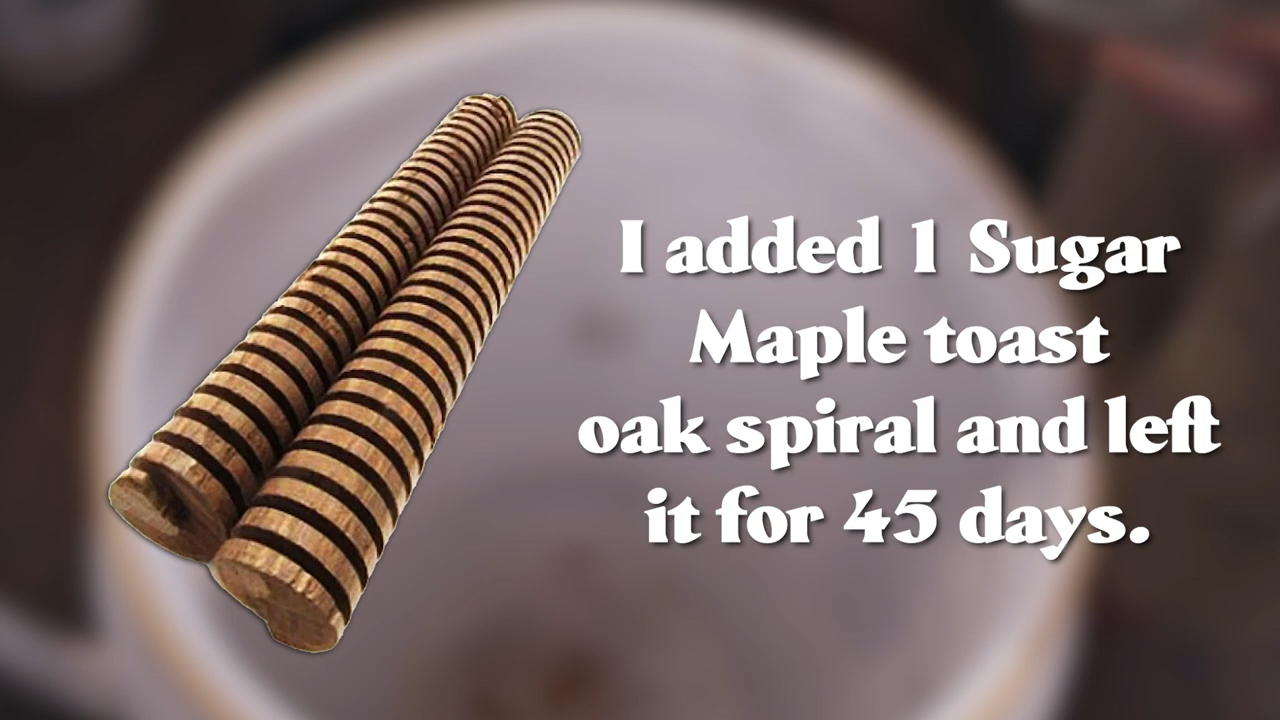 I added 1 Sugar
Maple toast
oak spiral and left
it for 45 days.